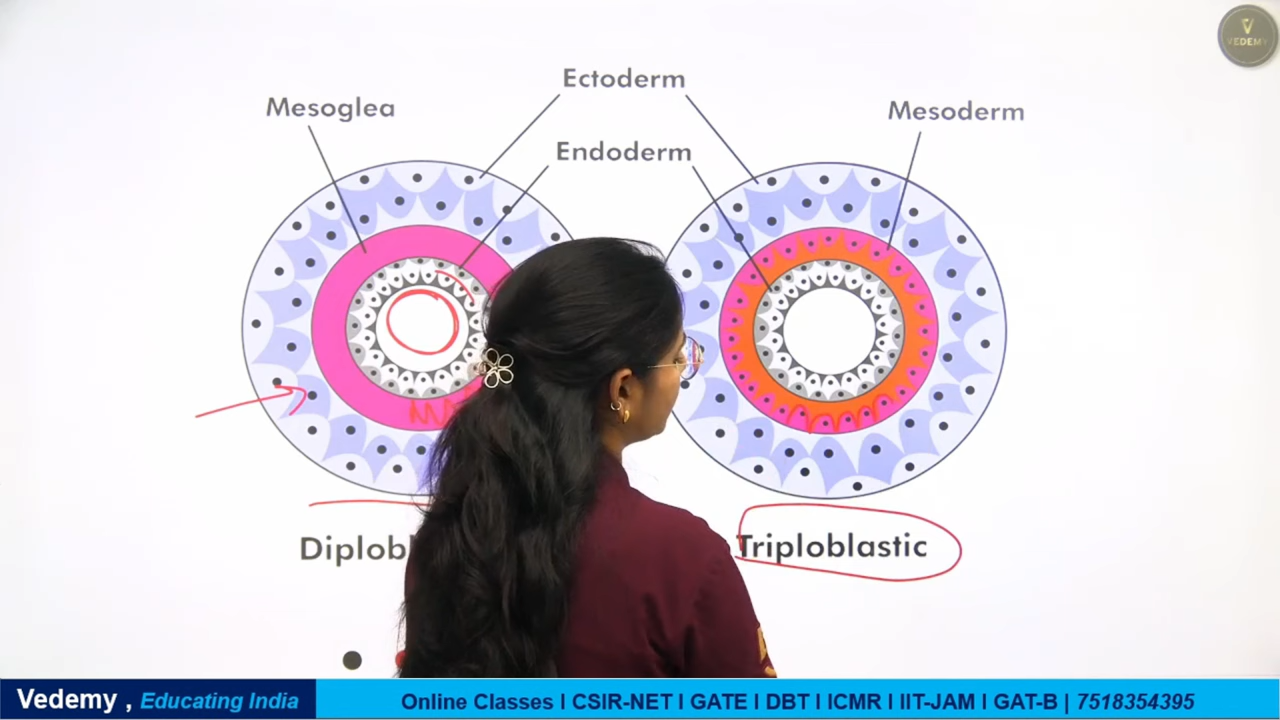 VEDEMY
Ectoderm
Mesoglea
Mesoderm
Endoderm
Triploblastic
Vedemy , Educating India
Online Classes I CSIR-NET I GATE I DBT I ICMR I IIT-JAM I GAT-B | 7518354395